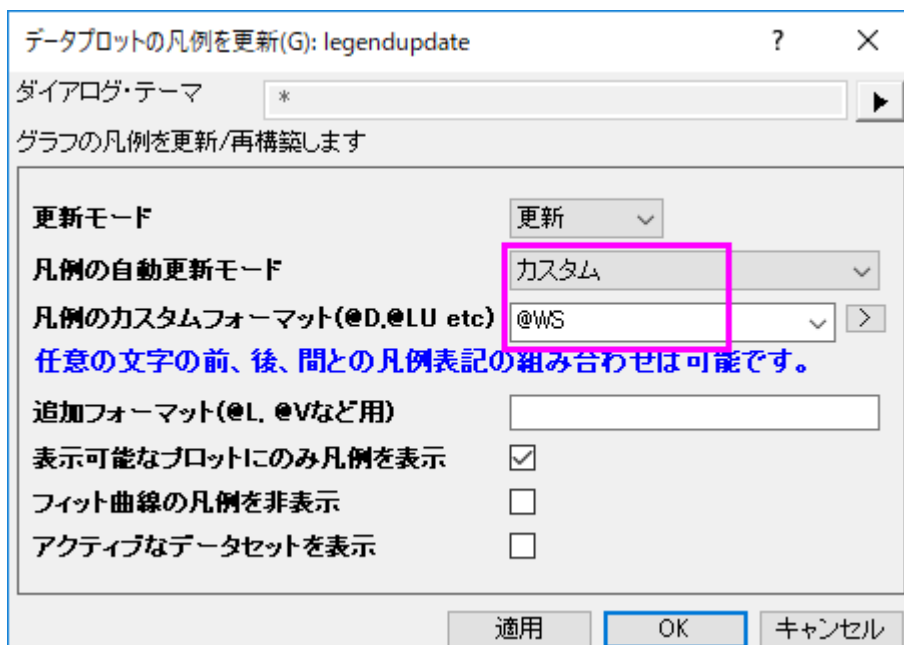 データプロットの凡例を更新(G): legendupdate ? ×
ダイアログ・テーマ *
グラフの凡例を更新/再構築します
更新モード 更新
凡例の自動更新モード カスタム
凡例のカスタムフォーマット(@D,@LU etc) @WS >
任意の文字の前、後、間との凡例表記の組み合わせは可能です。
追加フォーマット(@L, @Vなど用)
表示可能なプロットにのみ凡例を表示
フィット曲線の凡例を非表示
アクティブなデータセットを表示
適用 OK キャンセル